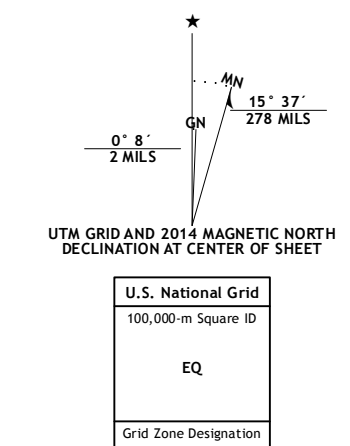 ★
MN
GN
15° 37´
278 MILS
0° 8´
2 MILS
UTM GRID AND 2014 MAGNETIC NORTH
DECLINATION AT CENTER OF SHEET
U.S. National Grid
100,000-m Square ID
EQ
Grid Zone Designation